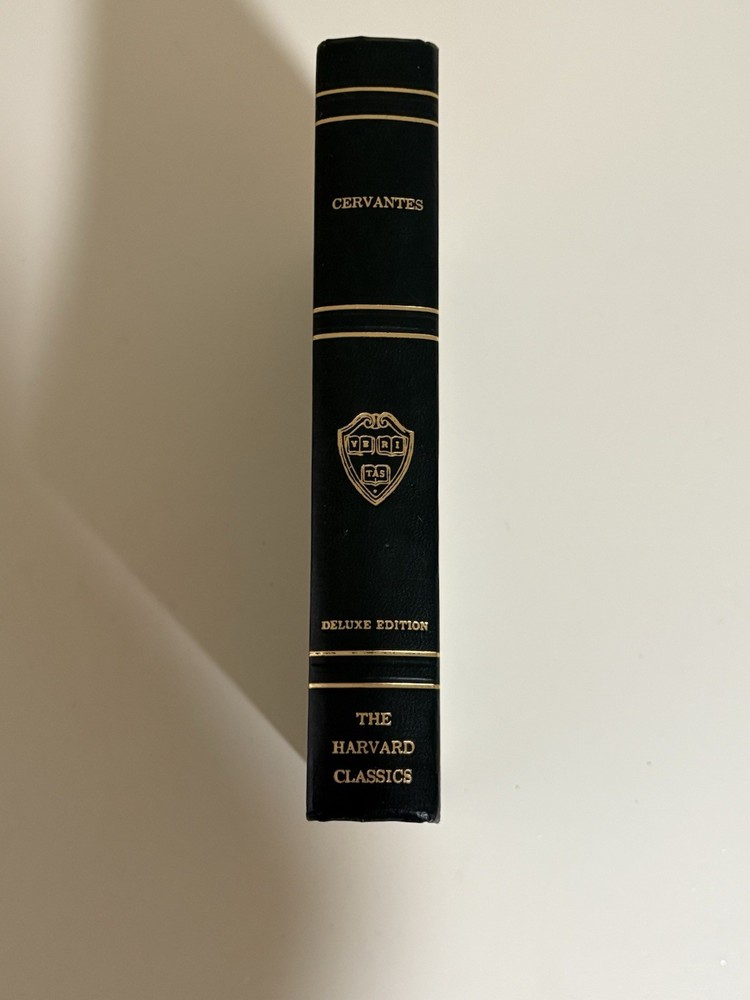 CERVANTES
VE RI
TAS
DELUXE EDITION
THE
HARVARD
CLASSICS